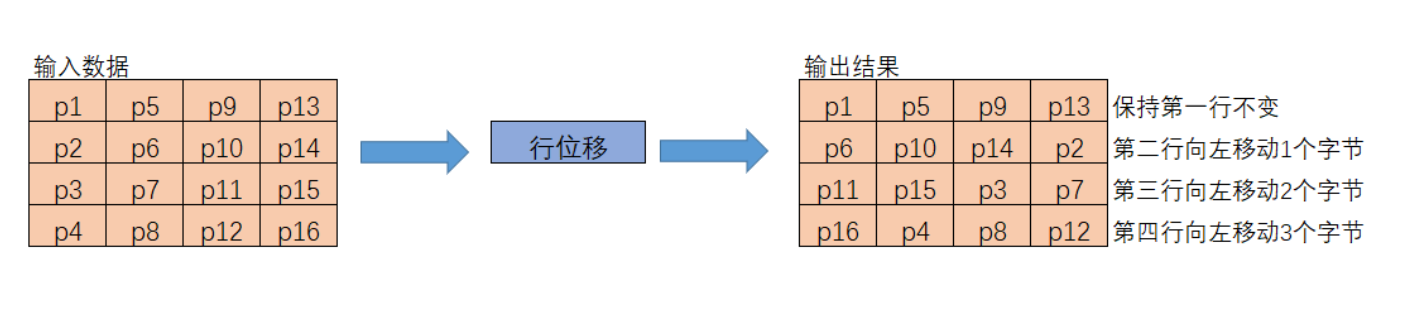 输入数据
p1 p5 p9 p13
p2 p6 p10 p14
p3 p7 p11 p15
p4 p8 p12 p16
行位移
输出结果
p1 p5 p9 p13 保持第一行不变
p6 p10 p14 p2 第二行向左移动1个字节
p11 p15 p3 p7 第三行向左移动2个字节
p16 p4 p8 p12 第四行向左移动3个字节